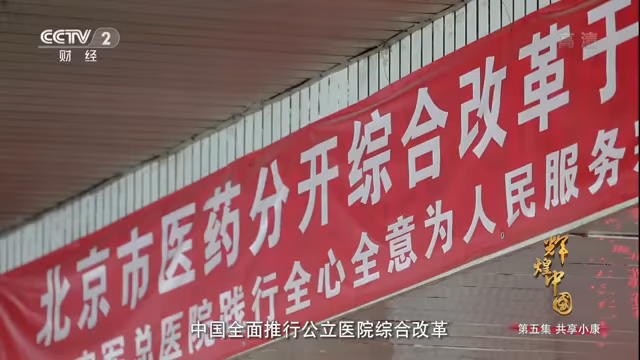 CCTV 2
财经
高清
北京市医药分开综合改革于
军总医院践行全心全意为人民服务
中国全面推行公立医院综合改革
辉煌中国
第五集 共享小康